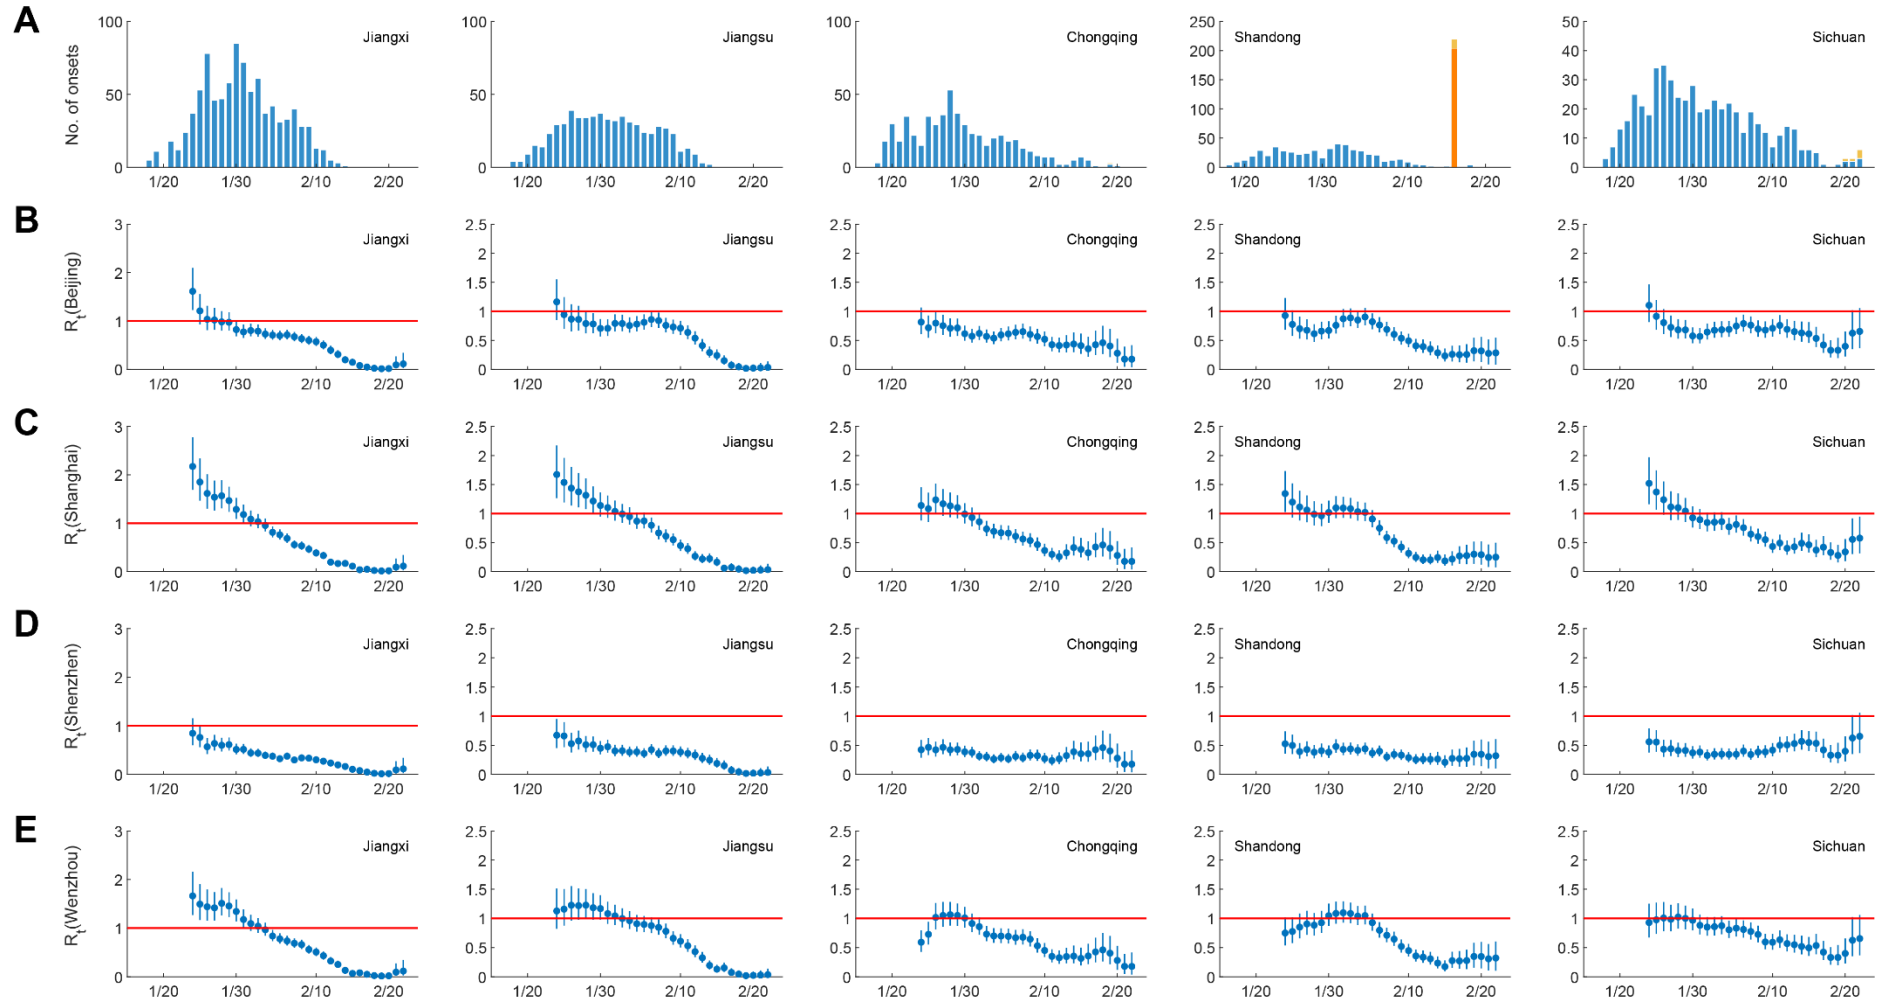 A
No. of onsets
100
50
0
Jiangxi
1/20 1/30 2/10 2/20
100
50
0
Jiangsu
1/20 1/30 2/10 2/20
100
50
0
Chongqing
1/20 1/30 2/10 2/20
250
200
150
100
50
0
Shandong
1/20 1/30 2/10 2/20
50
40
30
20
10
0
Sichuan
1/20 1/30 2/10 2/20
B
Rt(Beijing)
3
2
1
0
Jiangxi
1/20 1/30 2/10 2/20
2.5
2
1.5
1
0.5
0
Jiangsu
1/20 1/30 2/10 2/20
2.5
2
1.5
1
0.5
0
Chongqing
1/20 1/30 2/10 2/20
2.5
2
1.5
1
0.5
0
Shandong
1/20 1/30 2/10 2/20
2.5
2
1.5
1
0.5
0
Sichuan
1/20 1/30 2/10 2/20
C
Rt(Shanghai)
3
2
1
0
Jiangxi
1/20 1/30 2/10 2/20
2.5
2
1.5
1
0.5
0
Jiangsu
1/20 1/30 2/10 2/20
2.5
2
1.5
1
0.5
0
Chongqing
1/20 1/30 2/10 2/20
2.5
2
1.5
1
0.5
0
Shandong
1/20 1/30 2/10 2/20
2.5
2
1.5
1
0.5
0
Sichuan
1/20 1/30 2/10 2/20
D
Rt(Shenzhen)
3
2
1
0
Jiangxi
1/20 1/30 2/10 2/20
2.5
2
1.5
1
0.5
0
Jiangsu
1/20 1/30 2/10 2/20
2.5
2
1.5
1
0.5
0
Chongqing
1/20 1/30 2/10 2/20
2.5
2
1.5
1
0.5
0
Shandong
1/20 1/30 2/10 2/20
2.5
2
1.5
1
0.5
0
Sichuan
1/20 1/30 2/10 2/20
E
Rt(Wenzhou)
3
2
1
0
Jiangxi
1/20 1/30 2/10 2/20
2.5
2
1.5
1
0.5
0
Jiangsu
1/20 1/30 2/10 2/20
2.5
2
1.5
1
0.5
0
Chongqing
1/20 1/30 2/10 2/20
2.5
2
1.5
1
0.5
0
Shandong
1/20 1/30 2/10 2/20
2.5
2
1.5
1
0.5
0
Sichuan
1/20 1/30 2/10 2/20